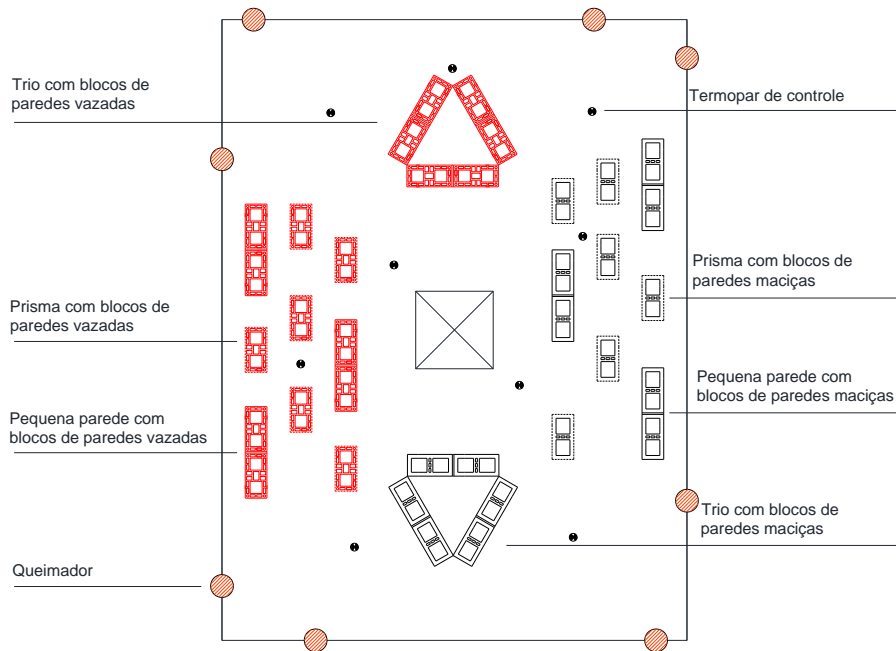 Trio com blocos de
paredes vazadas
Prisma com blocos de
paredes vazadas
Pequena parede com
blocos de paredes vazadas
Queimador
Termopar de controle
Prisma com blocos de
paredes maciças
Pequena parede com
blocos de paredes maciças
Trio com blocos de
paredes maciças